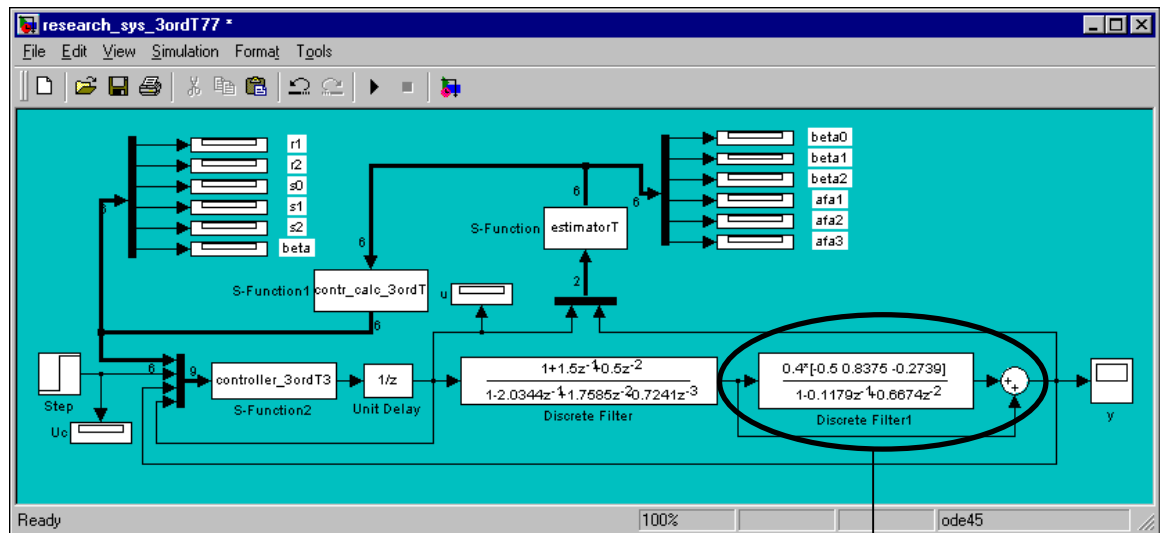 research_sys_3ordT77 *
File Edit View Simulation Format Tools
r1
r2
s0
s1
s2
beta
beta0
beta1
beta2
afa1
afa2
afa3
6
6
6
6
S-Function
estimatorT
2
S-Function1
contr_calc_3ordT
6
u
Step
Uc
6
9
controller_3ordT3
S-Function2
1/z
Unit Delay
1+1.5z-1+0.5z-2
1-2.0344z-1+1.7585z-2-0.7241z-3
Discrete Filter
0.4*[-0.5 0.8375 -0.2739]
1-0.1179z-1+0.6674z-2
Discrete Filter1
+
+
y
Ready
100%
ode45